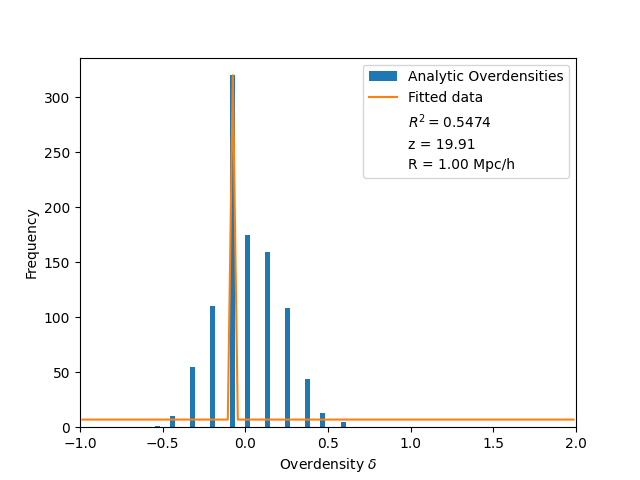 Analytic Overdensities
Fitted data
R² = 0.5474
z = 19.91
R = 1.00 Mpc/h
300
250
200
150
100
50
0
Frequency
−1.0 −0.5 0.0 0.5 1.0 1.5 2.0
Overdensity δ